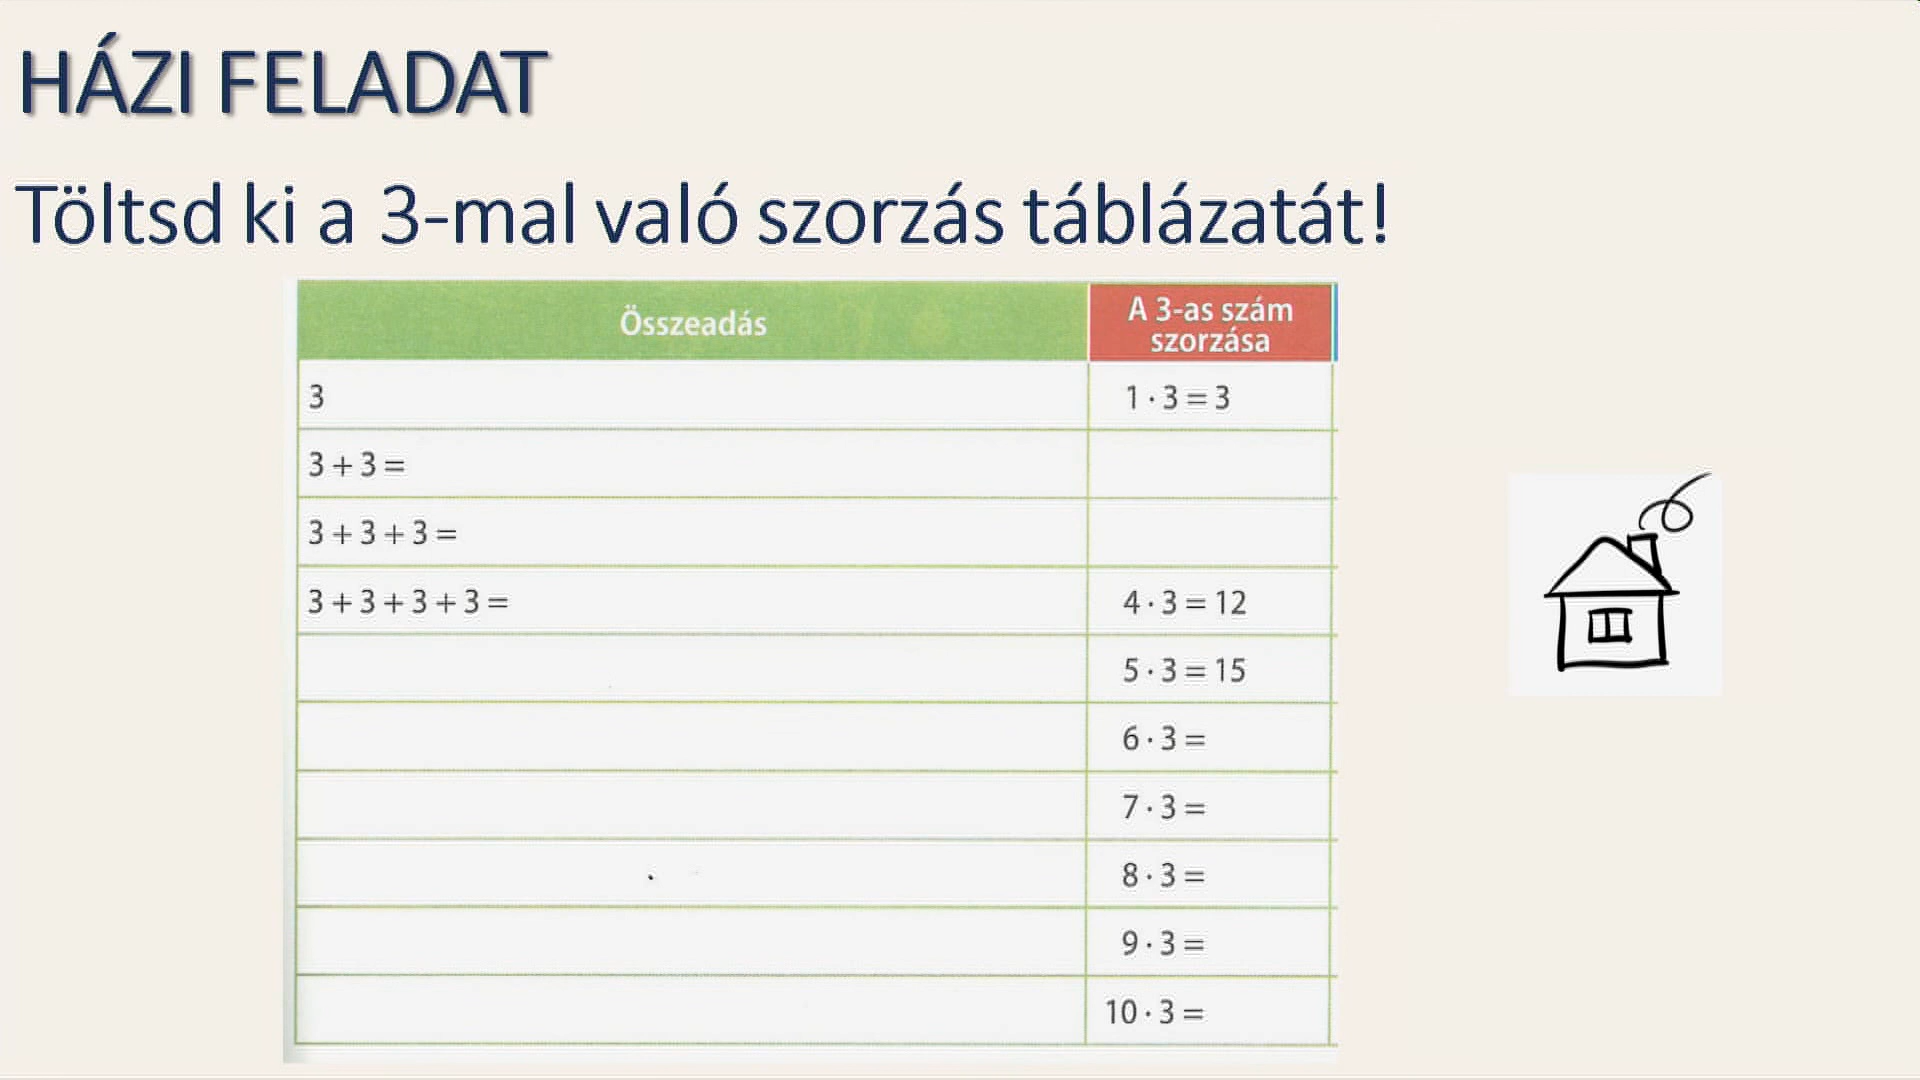 HÁZI FELADAT
Töltsd ki a 3-mal való szorzás táblázatát!
Összeadás
A 3-as szám
szorzása
3
1 · 3 = 3
3 + 3 =
3 + 3 + 3 =
3 + 3 + 3 + 3 =
4 · 3 = 12
5 · 3 = 15
6 · 3 =
7 · 3 =
8 · 3 =
9 · 3 =
10 · 3 =